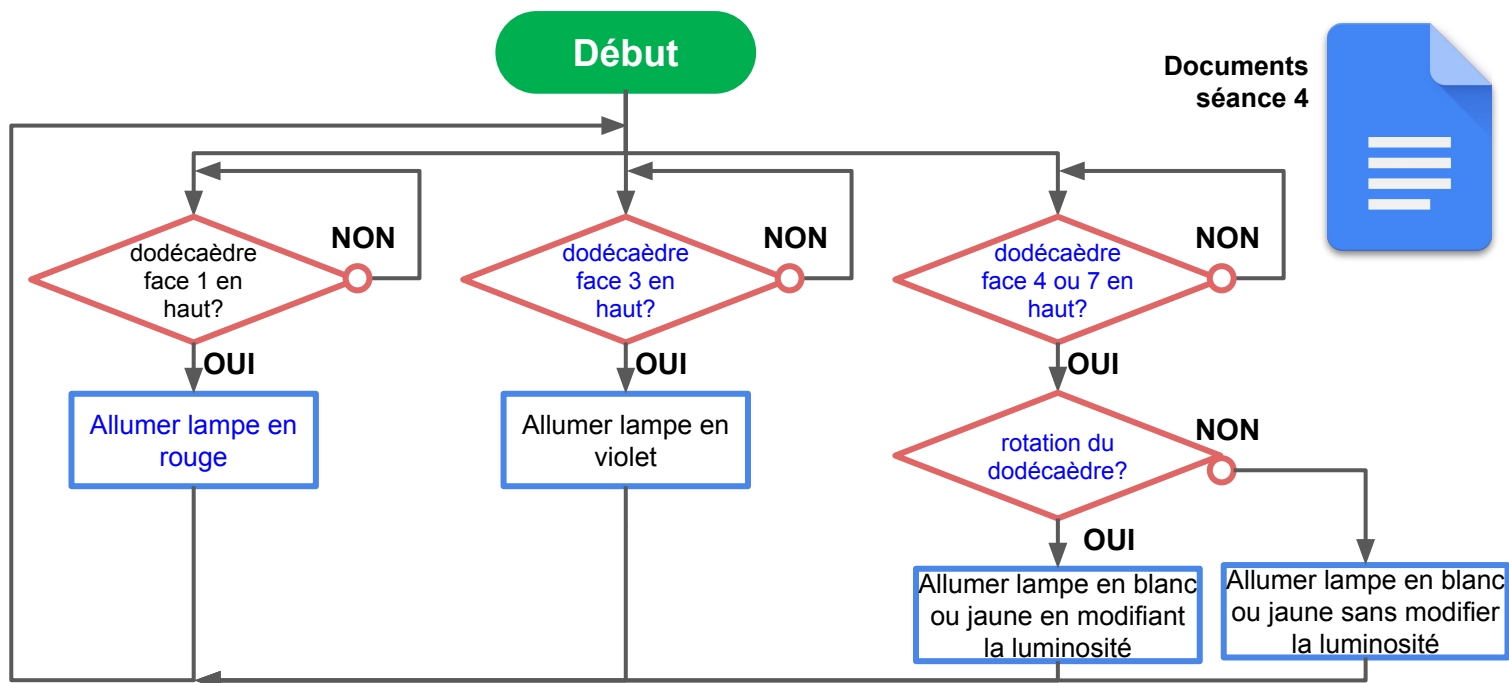 Début
Documents
séance 4
dodécaèdre
face 1 en
haut?
NON
OUI
Allumer lampe en
rouge
dodécaèdre
face 3 en
haut?
NON
OUI
Allumer lampe en
violet
dodécaèdre
face 4 ou 7 en
haut?
NON
OUI
rotation du
dodécaèdre?
NON
OUI
Allumer lampe en blanc
ou jaune en modifiant
la luminosité
Allumer lampe en blanc
ou jaune sans modifier
la luminosité